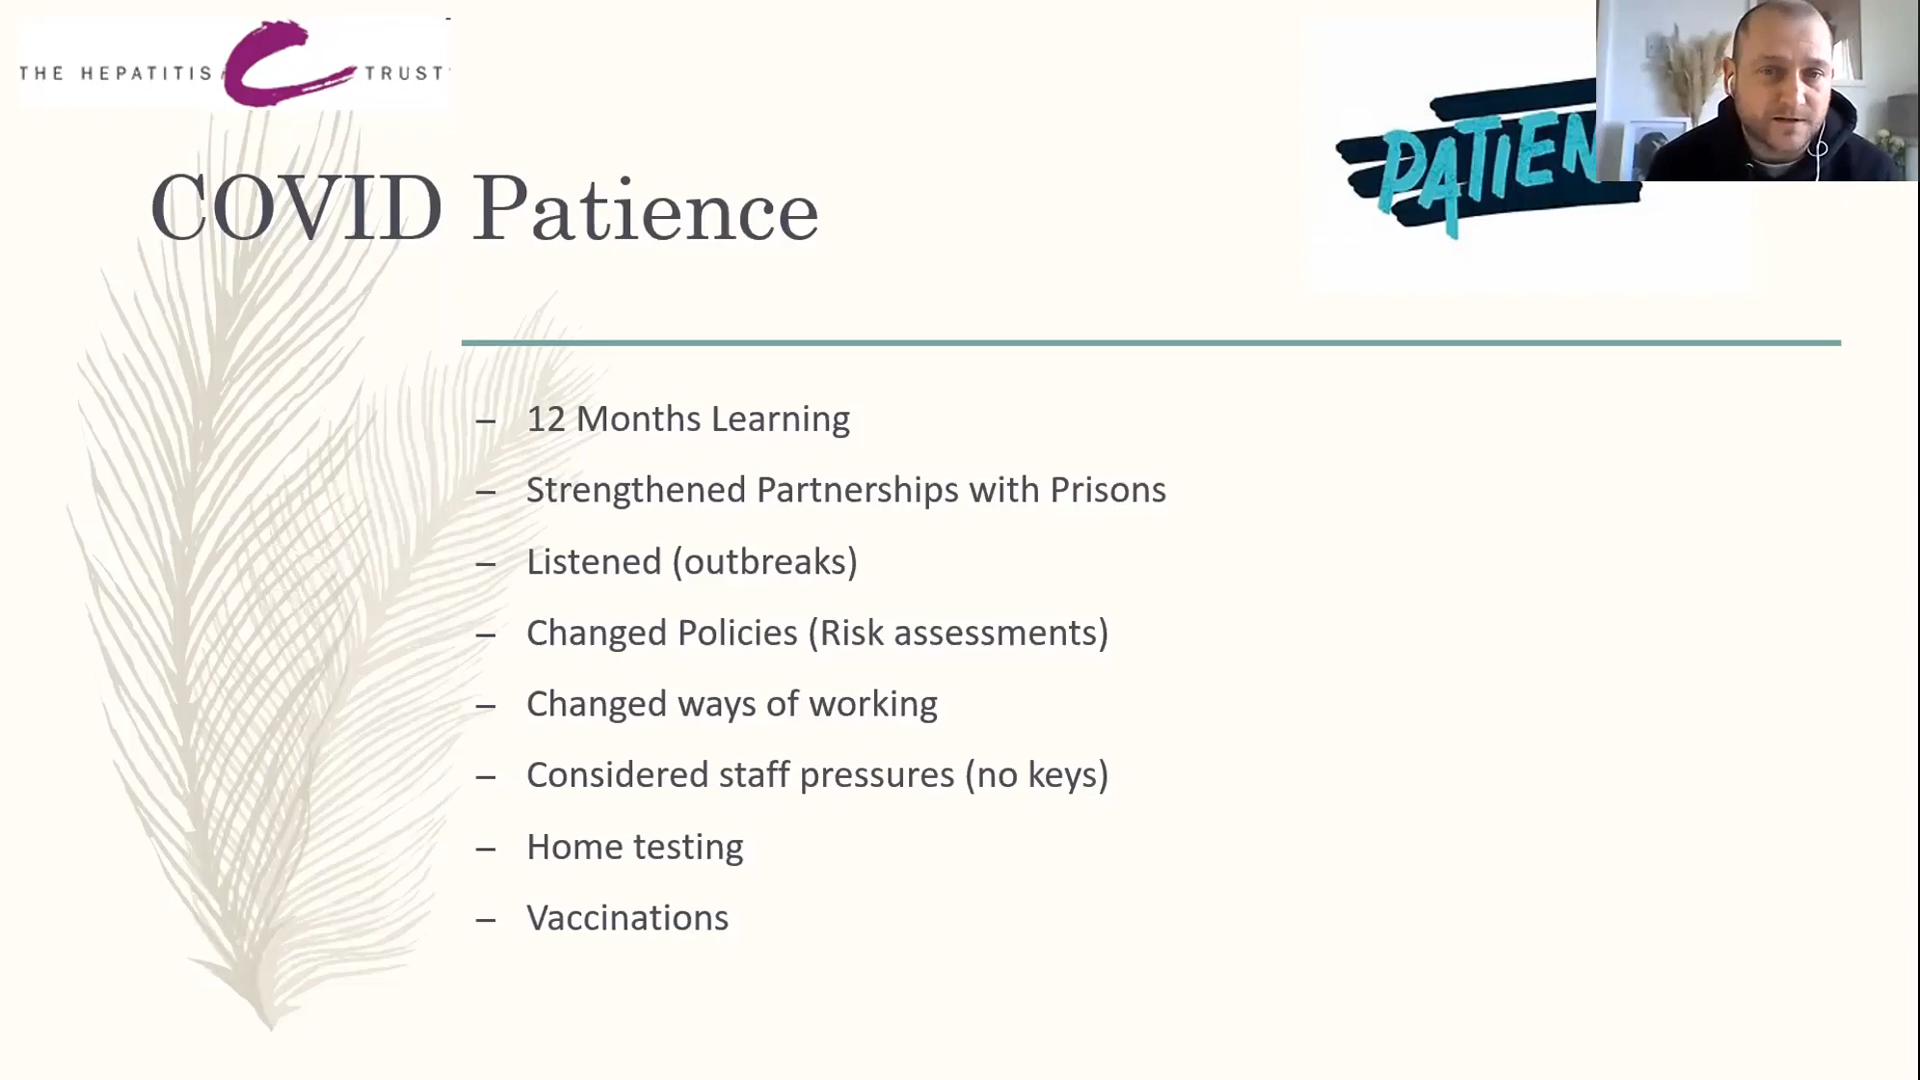 THE HEPATITIS C TRUST
PATIEN
COVID Patience
– 12 Months Learning
– Strengthened Partnerships with Prisons
– Listened (outbreaks)
– Changed Policies (Risk assessments)
– Changed ways of working
– Considered staff pressures (no keys)
– Home testing
– Vaccinations